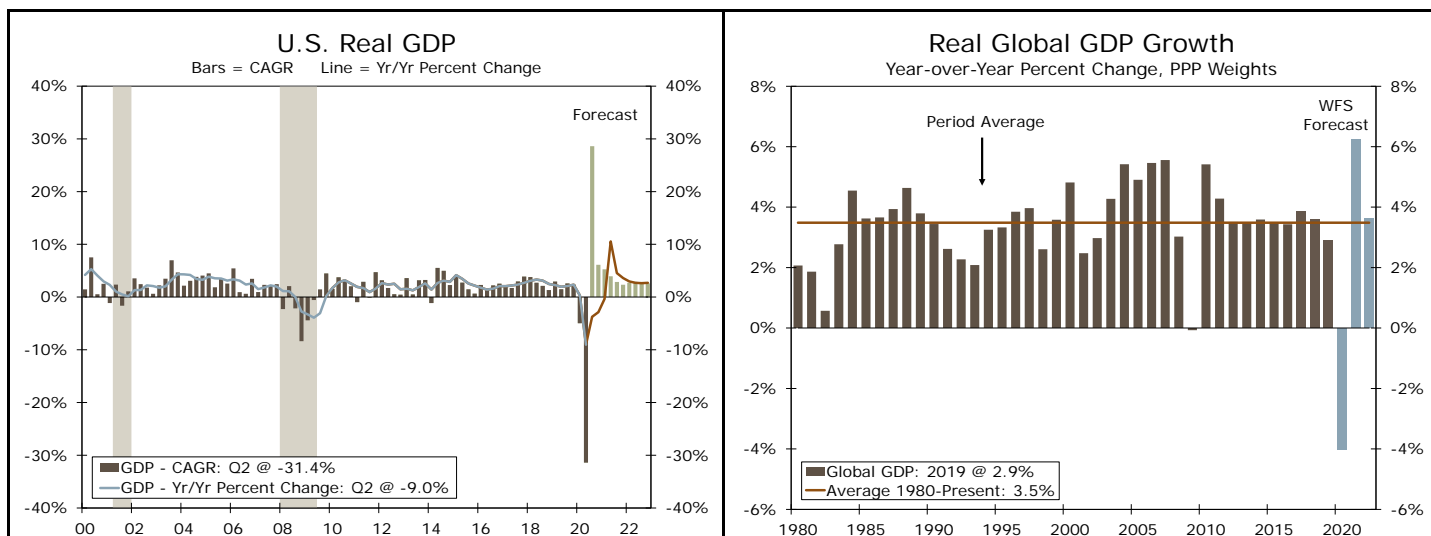 U.S. Real GDP
Bars = CAGR Line = Yr/Yr Percent Change
40%
30%
20%
10%
0%
-10%
-20%
-30%
-40%
40%
30%
20%
10%
0%
-10%
-20%
-30%
-40%
Forecast
GDP - CAGR: Q2 @ -31.4%
GDP - Yr/Yr Percent Change: Q2 @ -9.0%
00 02 04 06 08 10 12 14 16 18 20 22
Real Global GDP Growth
Year-over-Year Percent Change, PPP Weights
8%
6%
4%
2%
0%
-2%
-4%
-6%
8%
6%
4%
2%
0%
-2%
-4%
-6%
Period Average
WFS
Forecast
Global GDP: 2019 @ 2.9%
Average 1980-Present: 3.5%
1980 1985 1990 1995 2000 2005 2010 2015 2020